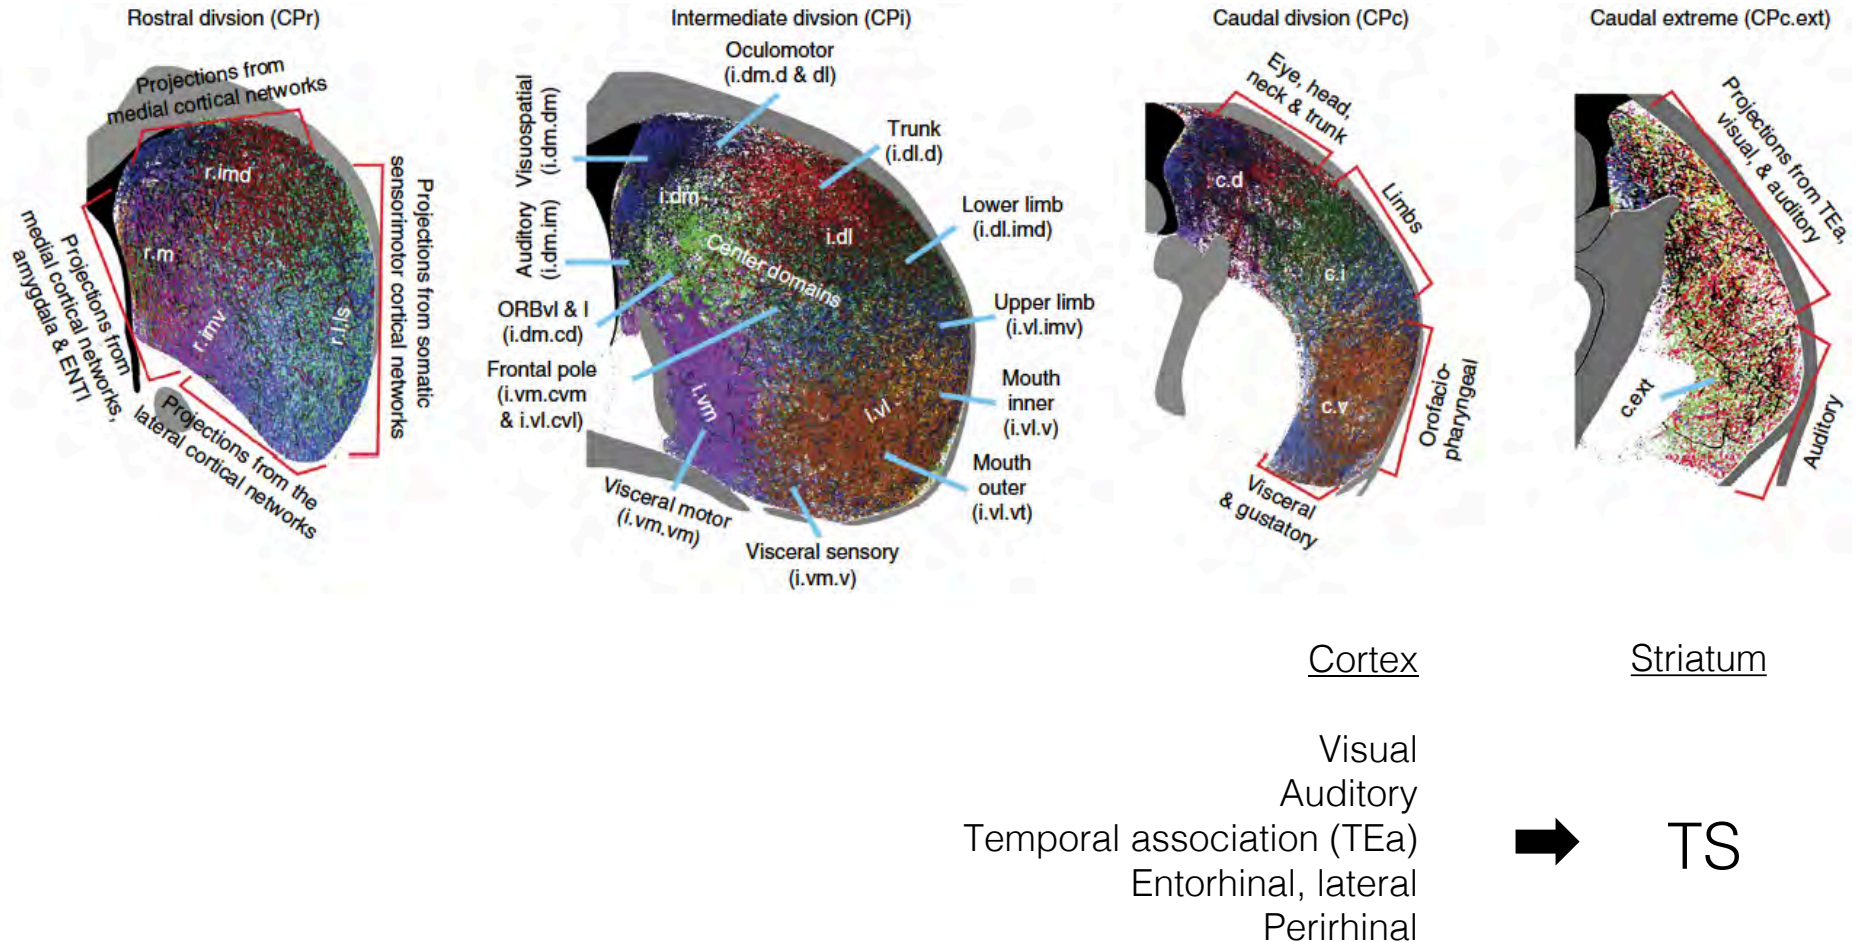 Rostral divsion (CPr)
Projections from
medial cortical networks
r.imd
r.m
r.imv
r.l.ls
Projections from
medial cortical networks,
amygdala & ENTl
Projections from somatic
sensorimotor cortical networks
Projections from the
lateral cortical networks
Intermediate divsion (CPi)
Oculomotor
(i.dm.d & dl)
Visuospatial
(i.dm.dm)
Auditory
(i.dm.im)
Trunk
(i.dl.d)
i.dm
i.dl
Center domains
Lower limb
(i.dl.imd)
ORBvl & l
(i.dm.cd)
Upper limb
(i.vl.imv)
Frontal pole
(i.vm.cvm
& i.vl.cvl)
Mouth
inner
(i.vl.v)
i.vm
i.vl
Mouth
outer
(i.vl.vt)
Visceral motor
(i.vm.vm)
Visceral sensory
(i.vm.v)
Caudal divsion (CPc)
Eye, head,
neck & trunk
Limbs
c.d
c.i
c.v
Orofacio-
pharyngeal
Visceral
& gustatory
Caudal extreme (CPc.ext)
Projections from TEa,
visual, & auditory
c.ext
Auditory
Cortex
Striatum
Visual
Auditory
Temporal association (TEa)
Entorhinal, lateral
Perirhinal
TS